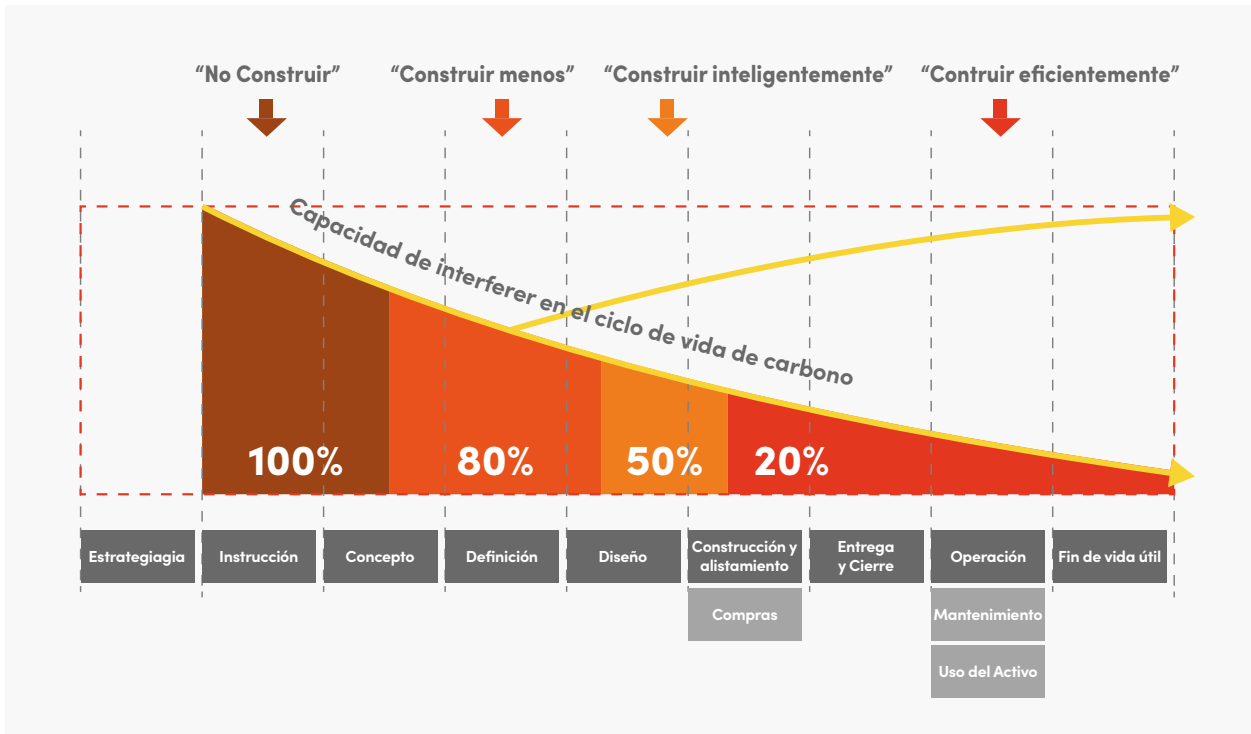 “No Construir”
“Construir menos”
“Construir inteligentemente”
“Contruir eficientemente”
Capacidad de interferer en el ciclo de vida de carbono
100%
80%
50%
20%
Estrategiagia
Instrucción
Concepto
Definición
Diseño
Construcción y
alistamiento
Entrega
y Cierre
Operación
Fin de vida útil
Compras
Mantenimiento
Uso del Activo